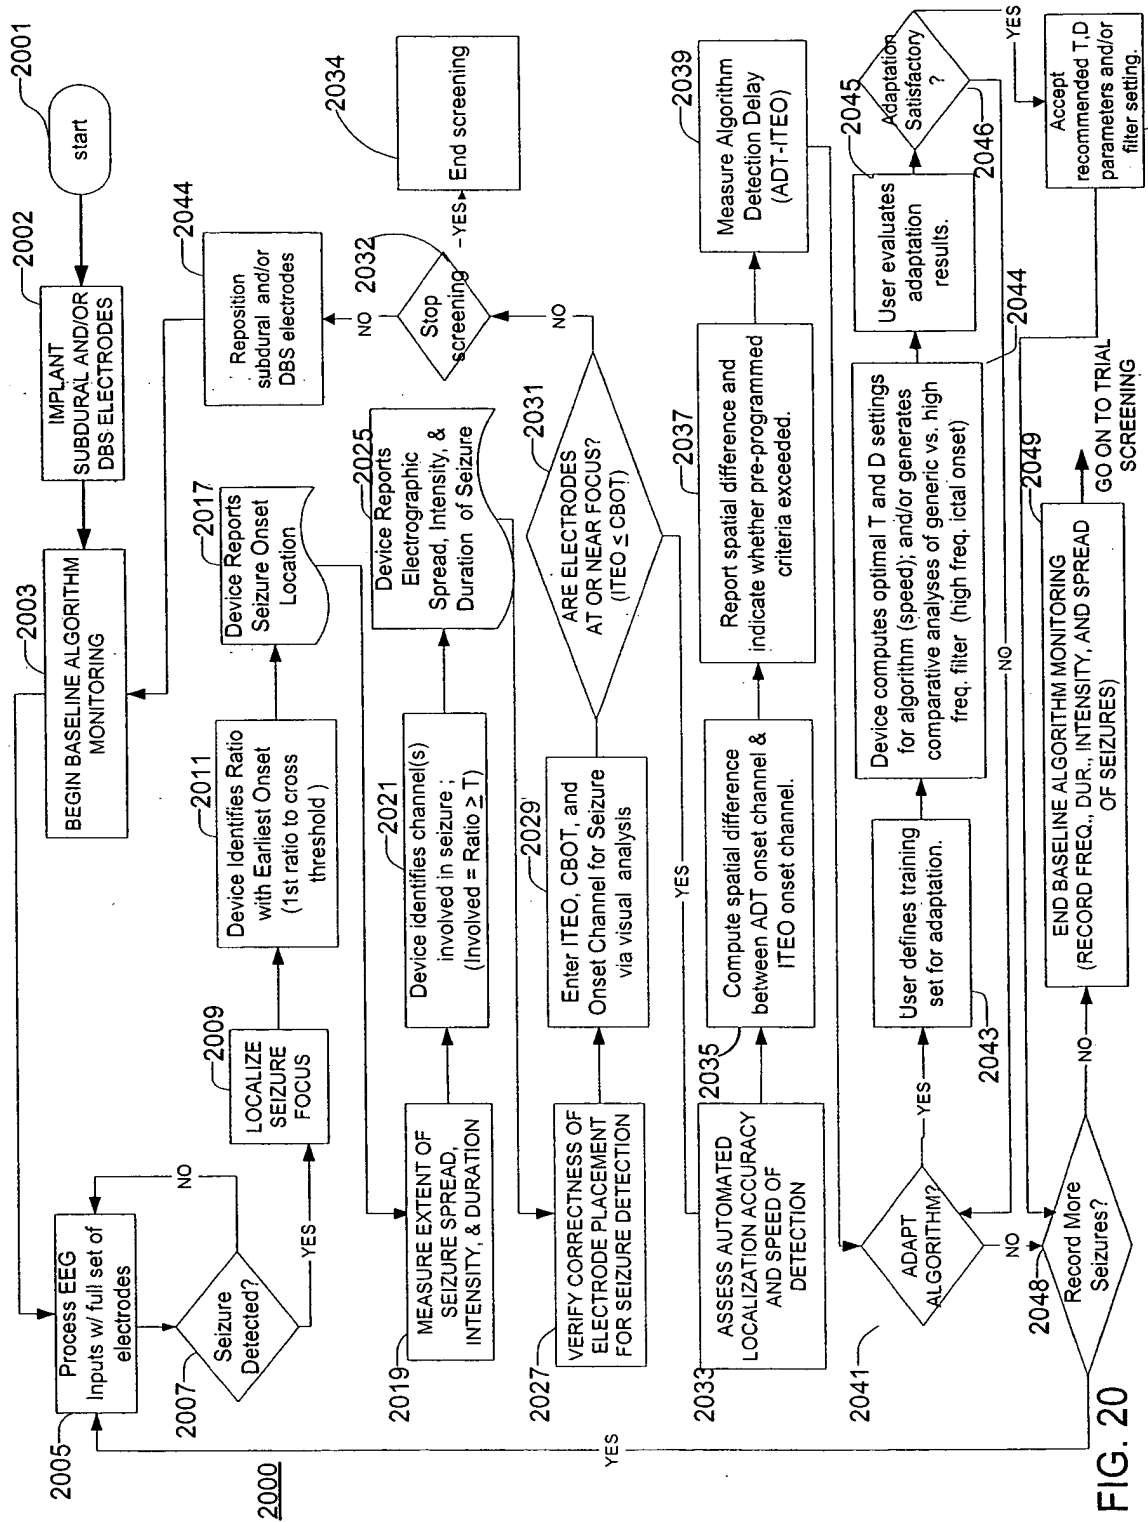 2001
start
2002
IMPLANT
SUBDURAL AND/OR
DBS ELECTRODES
2003
BEGIN BASELINE ALGORITHM
MONITORING
2005
Process EEG
Inputs w/ full set of
electrodes
2007
Seizure
Detected?
NO
YES
2000
2009
LOCALIZE
SEIZURE
FOCUS
2011
Device Identifies Ratio
with Earliest Onset
(1st ratio to cross
threshold )
2017
Device Reports
Seizure Onset
Location
2044
Reposition
subdural and/or
DBS electrodes
2019
MEASURE EXTENT OF
SEIZURE SPREAD,
INTENSITY, & DURATION
2021
Device identifies channel(s)
involved in seizure ;
(Involved = Ratio ≥ T)
2025
Device Reports
Electrographic
Spread, Intensity, &
Duration of Seizure
2032
Stop
screening
NO
YES
2034
End screening
2027
VERIFY CORRECTNESS OF
ELECTRODE PLACEMENT
FOR SEIZURE DETECTION
2029
Enter ITEO, CBOT, and
Onset Channel for Seizure
via visual analysis
2031
ARE ELECTRODES
AT OR NEAR FOCUS?
(ITEO ≤ CBOT)
NO
YES
2033
ASSESS AUTOMATED
LOCALIZATION ACCURACY
AND SPEED OF
DETECTION
2035
Compute spatial difference
between ADT onset channel &
ITEO onset channel.
2037
Report spatial difference and
indicate whether pre-programmed
criteria exceeded.
2039
Measure Algorithm
Detection Delay
(ADT-ITEO)
2041
ADAPT
ALGORITHM?
YES
NO
2043
User defines training
set for adaptation.
2044
Device computes optimal T and D settings
for algorithm (speed); and/or generates
comparative analyses of generic vs. high
freq. filter (high freq. ictal onset)
2045
User evaluates
adaptation
results.
2046
Adaptation
Satisfactory
?
YES
NO
Accept
recommended T,D
parameters and/or
filter setting.
2048
Record More
Seizures?
YES
NO
2049
END BASELINE ALGORITHM MONITORING
(RECORD FREQ., DUR., INTENSITY, AND SPREAD
OF SEIZURES)
GO ON TO TRIAL
SCREENING
FIG. 20